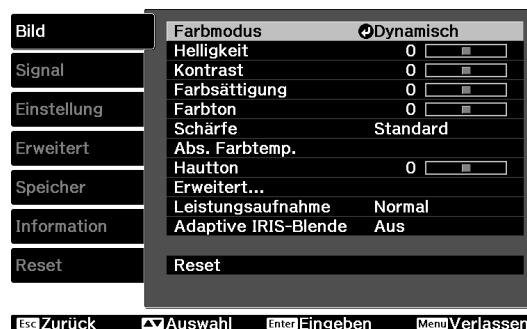 Bild
Signal
Einstellung
Erweitert
Speicher
Information
Reset
Farbmodus Dynamisch
Helligkeit 0
Kontrast 0
Farbsättigung 0
Farbton 0
Schärfe Standard
Abs. Farbtemp.
Hautton 0
Erweitert...
Leistungsaufnahme Normal
Adaptive IRIS-Blende Aus
Reset
Esc Zurück Auswahl Enter Eingeben Menu Verlassen